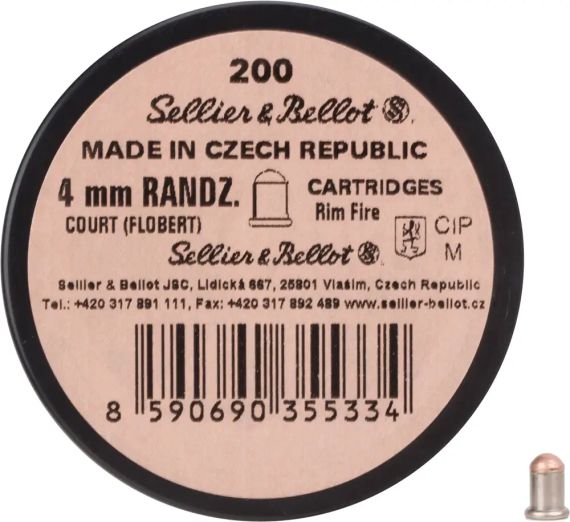 200
Sellier & Bellot S&B.
MADE IN CZECH REPUBLIC
4 mm RANDZ. CARTRIDGES
COURT (FLOBERT) Rim Fire CIP
Sellier & Bellot S&B. M
Sellier & Bellot JSC, Lidická 667, 25801 Vlašim, Czech Republic
Tel.: +420 317 891 111, Fax: +420 317 892 489 www.sellier-bellot.cz
8 590690 355334